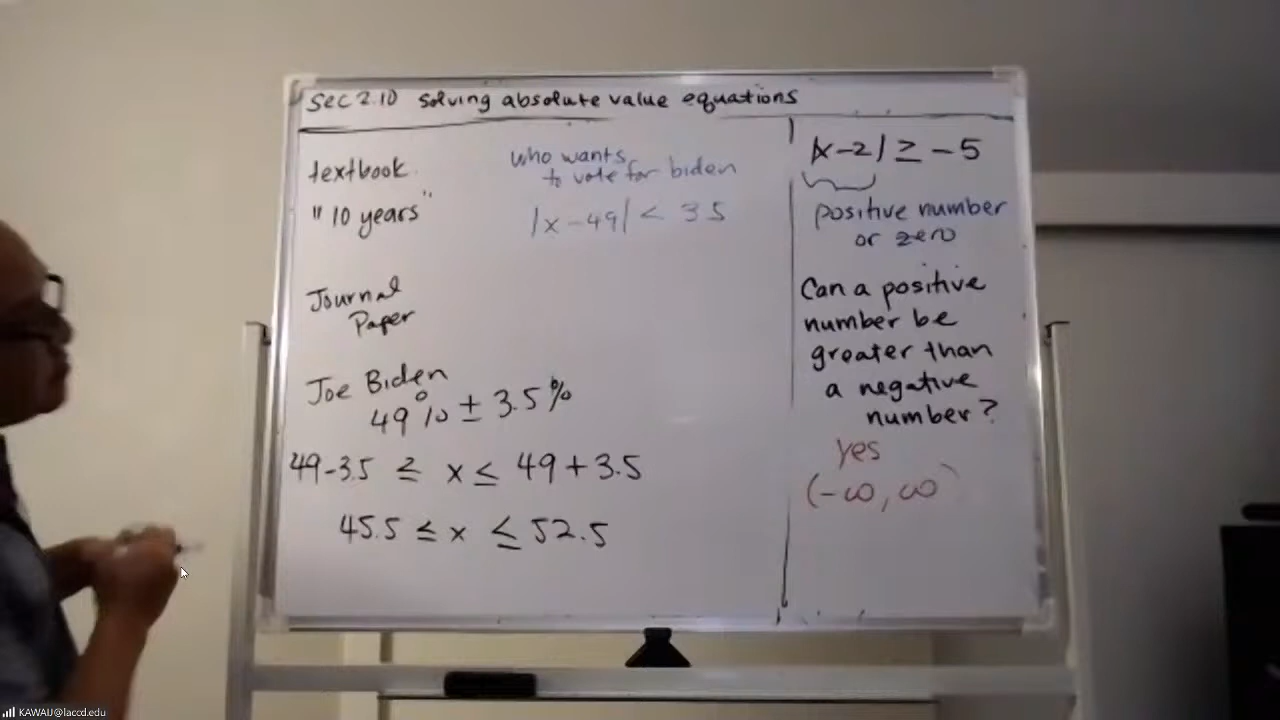 Sec 2.10 Solving absolute value equations
textbook
"10 years"
Journal
Paper
Joe Biden
49% ± 3.5%
49-3.5 ≥ x ≤ 49+3.5
45.5 ≤ x ≤ 52.5
who wants
to vote for biden
|x-49| < 3.5
|x-2| ≥ -5
positive number
or zero
Can a positive
number be
greater than
a negative
number?
yes
(-∞, ∞)
KAWAIJ@laccd.edu